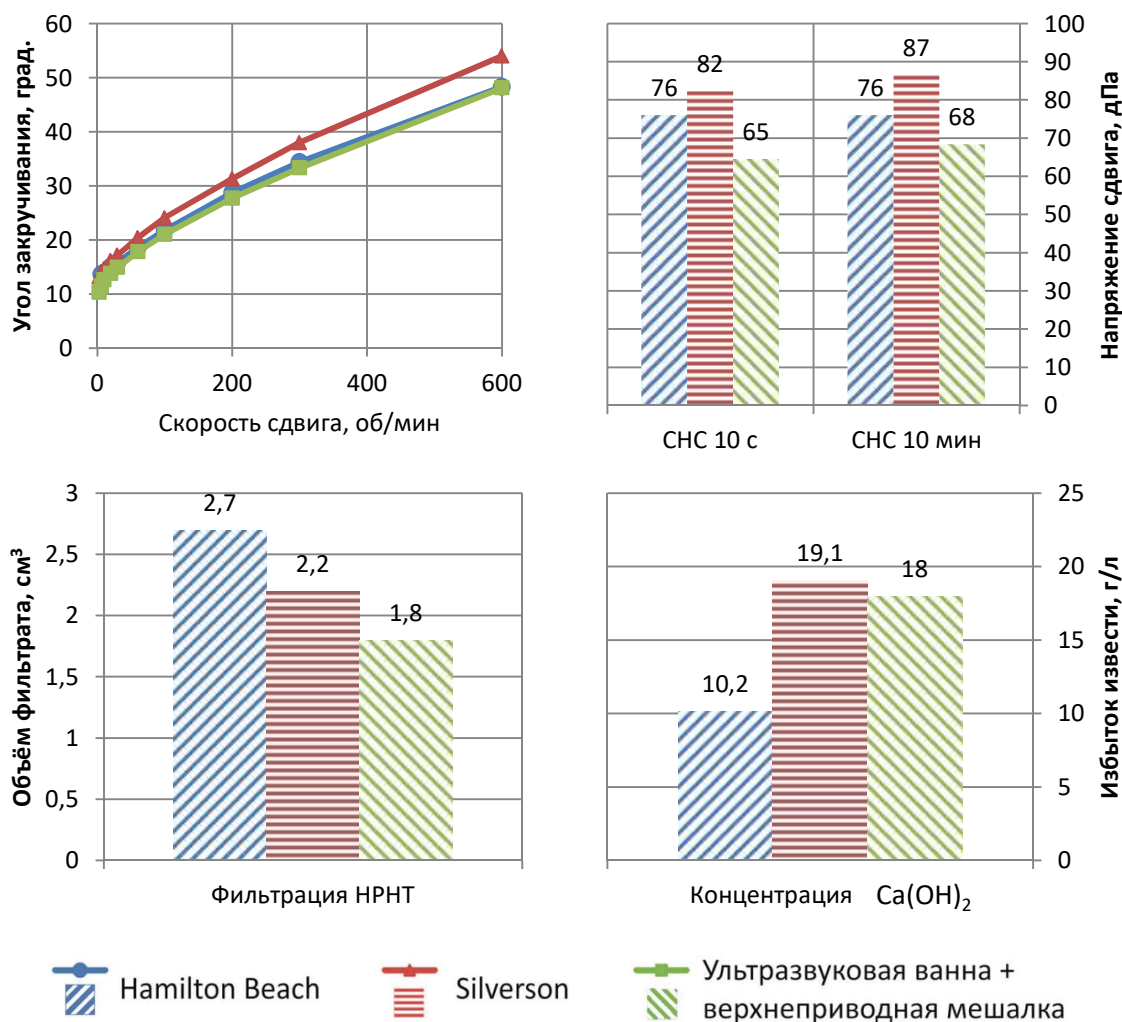 60
50
40
30
20
10
0
Угол закручивания, град.
0 200 400 600
Скорость сдвига, об/мин
76 82 65
76 87 68
100
90
80
70
60
50
40
30
20
10
0
Напряжение сдвига, дПа
СНС 10 с СНС 10 мин
3
2,5
2
1,5
1
0,5
0
Объём фильтрата, см³
2,7
2,2
1,8
Фильтрация НРНТ
10,2
19,1
18
25
20
15
10
5
0
Избыток извести, г/л
Концентрация Ca(OH)₂
Hamilton Beach
Silverson
Ультразвуковая ванна +
верхнеприводная мешалка